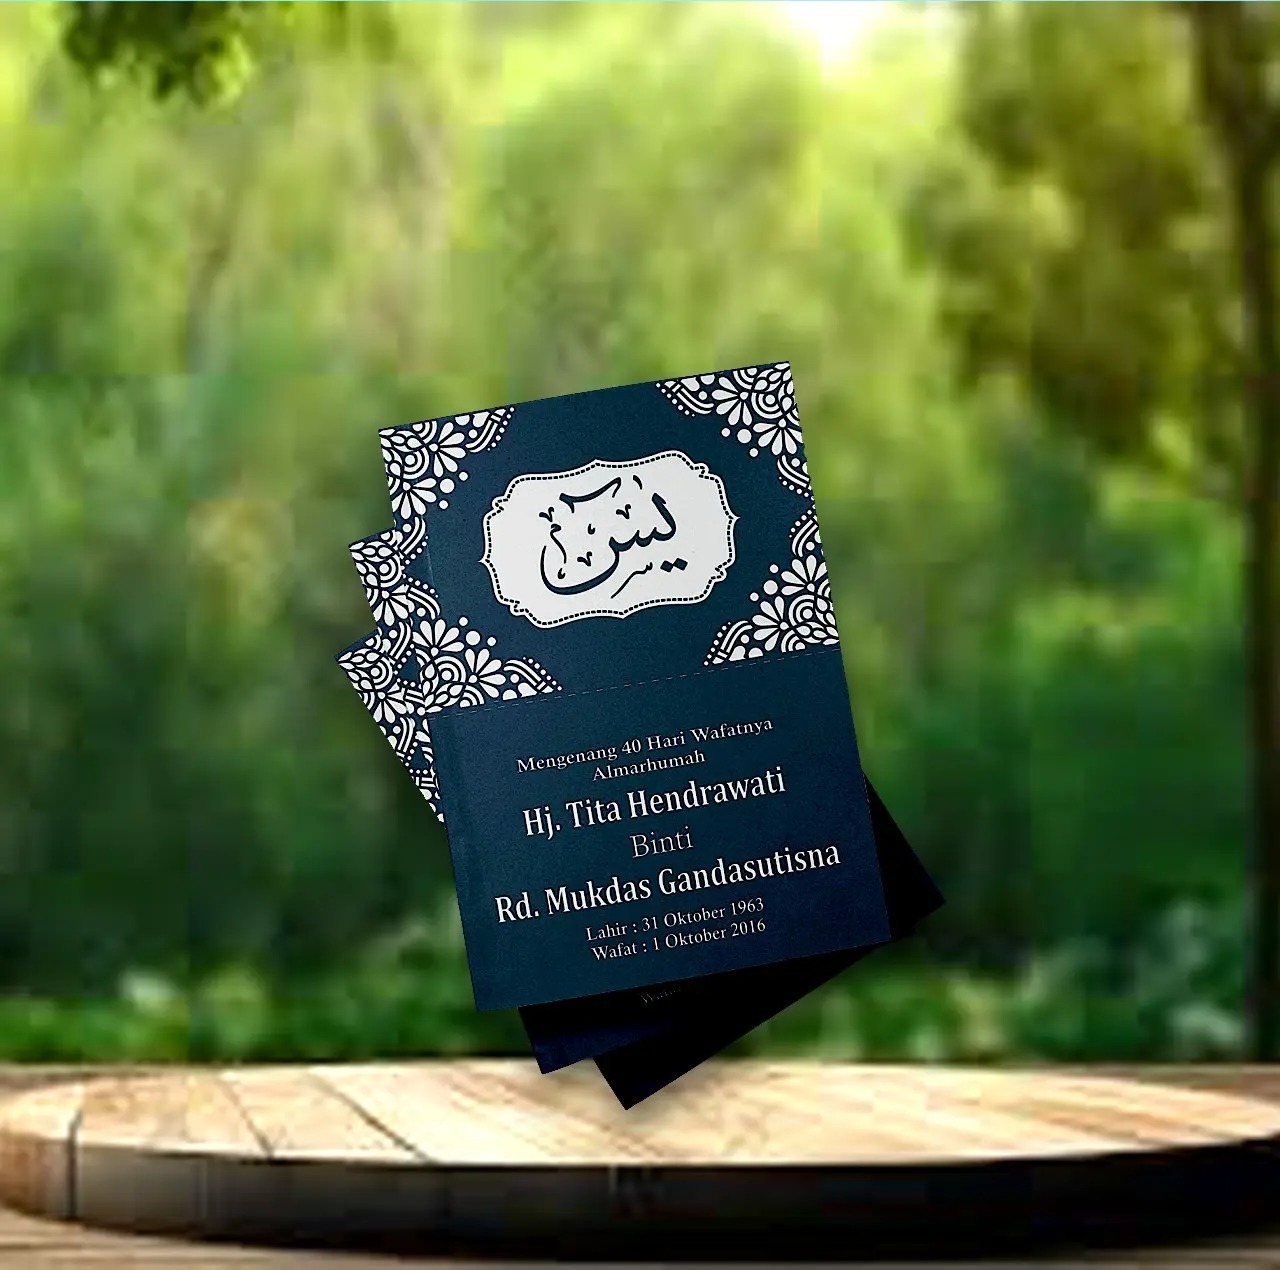 يس
Mengenang 40 Hari Wafatnya
Almarhumah
Hj. Tita Hendrawati
Binti
Rd. Mukdas Gandasutisna
Lahir : 31 Oktober 1963
Wafat : 1 Oktober 2016